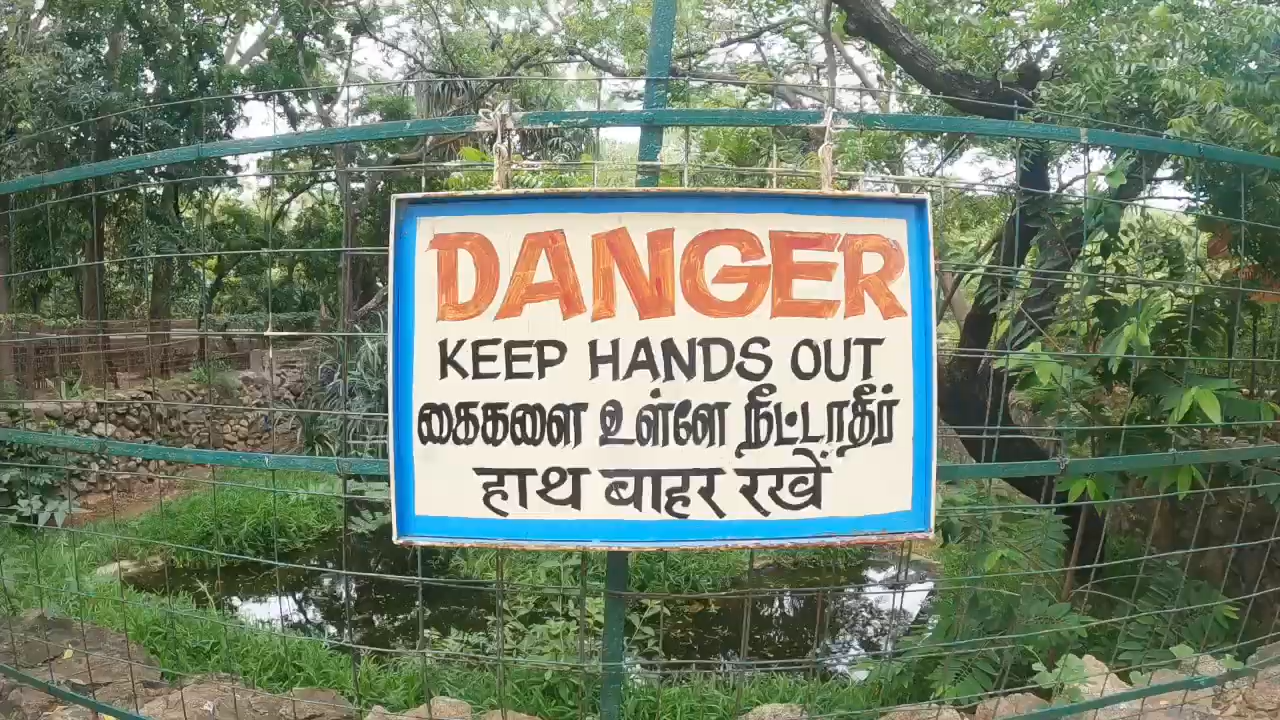 DANGER
KEEP HANDS OUT
கைகளை உள்ளே நீட்டாதீர்
हाथ बाहर रखें